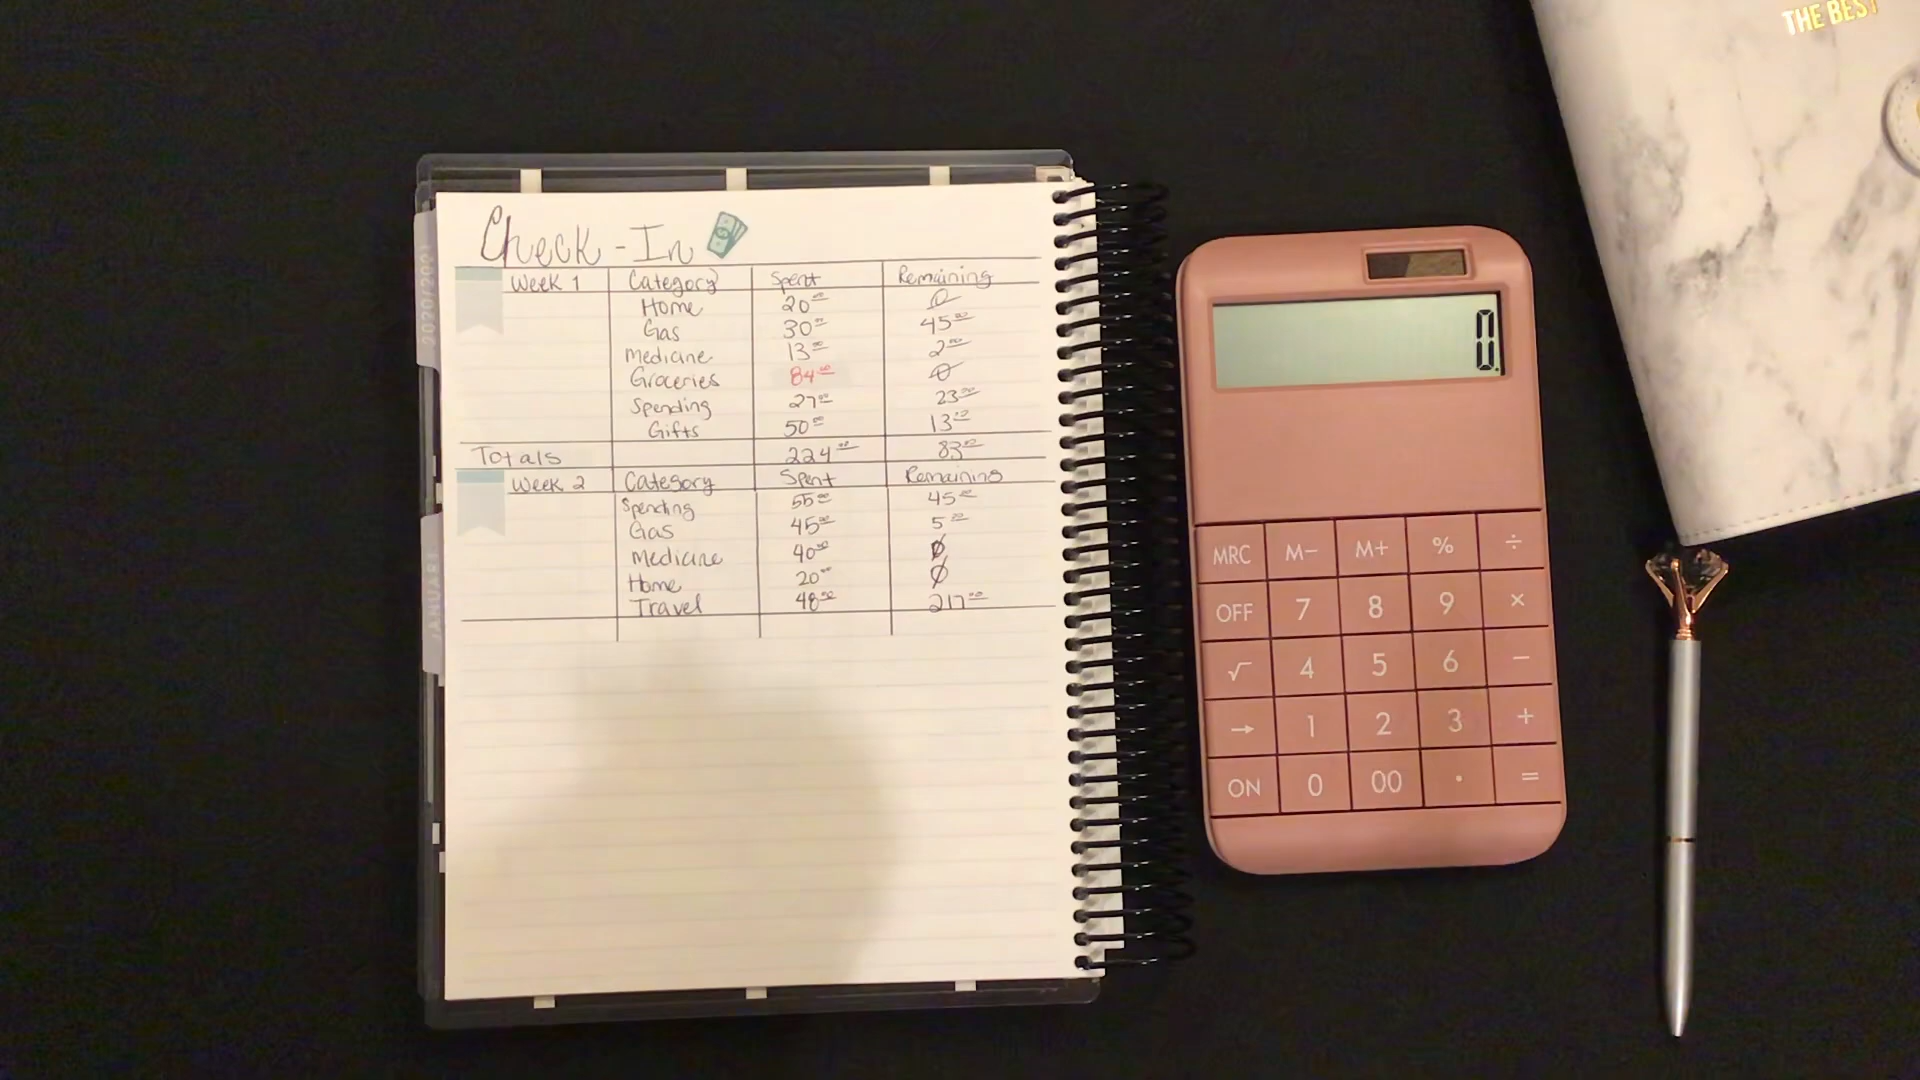 Check-In
Week 1 Category Spent Remaining
Home 20.00 0
Gas 30.00 45.00
Medicine 13.00 2.00
Groceries 84.00 0
Spending 27.00 23.00
Gifts 50.00 13.00
Totals 224.00 83.00
Week 2 Category Spent Remaining
Spending 55.00 45.00
Gas 45.00 5.00
Medicine 40.00 0
Home 20.00 0
Travel 48.00 217.00
2020/2021
JANUARY
0.
MRC M− M+ % ÷
OFF 7 8 9 ×
√ 4 5 6 −
→ 1 2 3 +
ON 0 00 . =
THE BEST